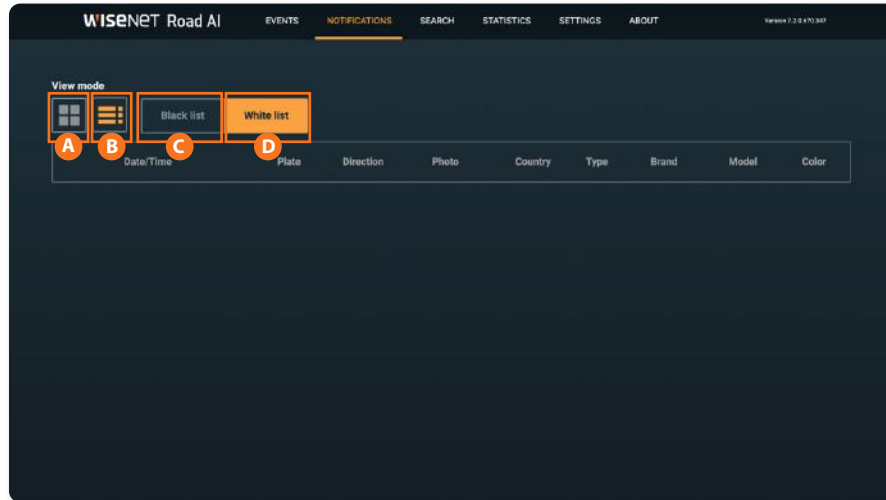 WISENET Road AI EVENTS NOTIFICATIONS SEARCH STATISTICS SETTINGS ABOUT
View mode
Black list White list
A B C D
Date/Time Plate Direction Photo Country Type Brand Model Color